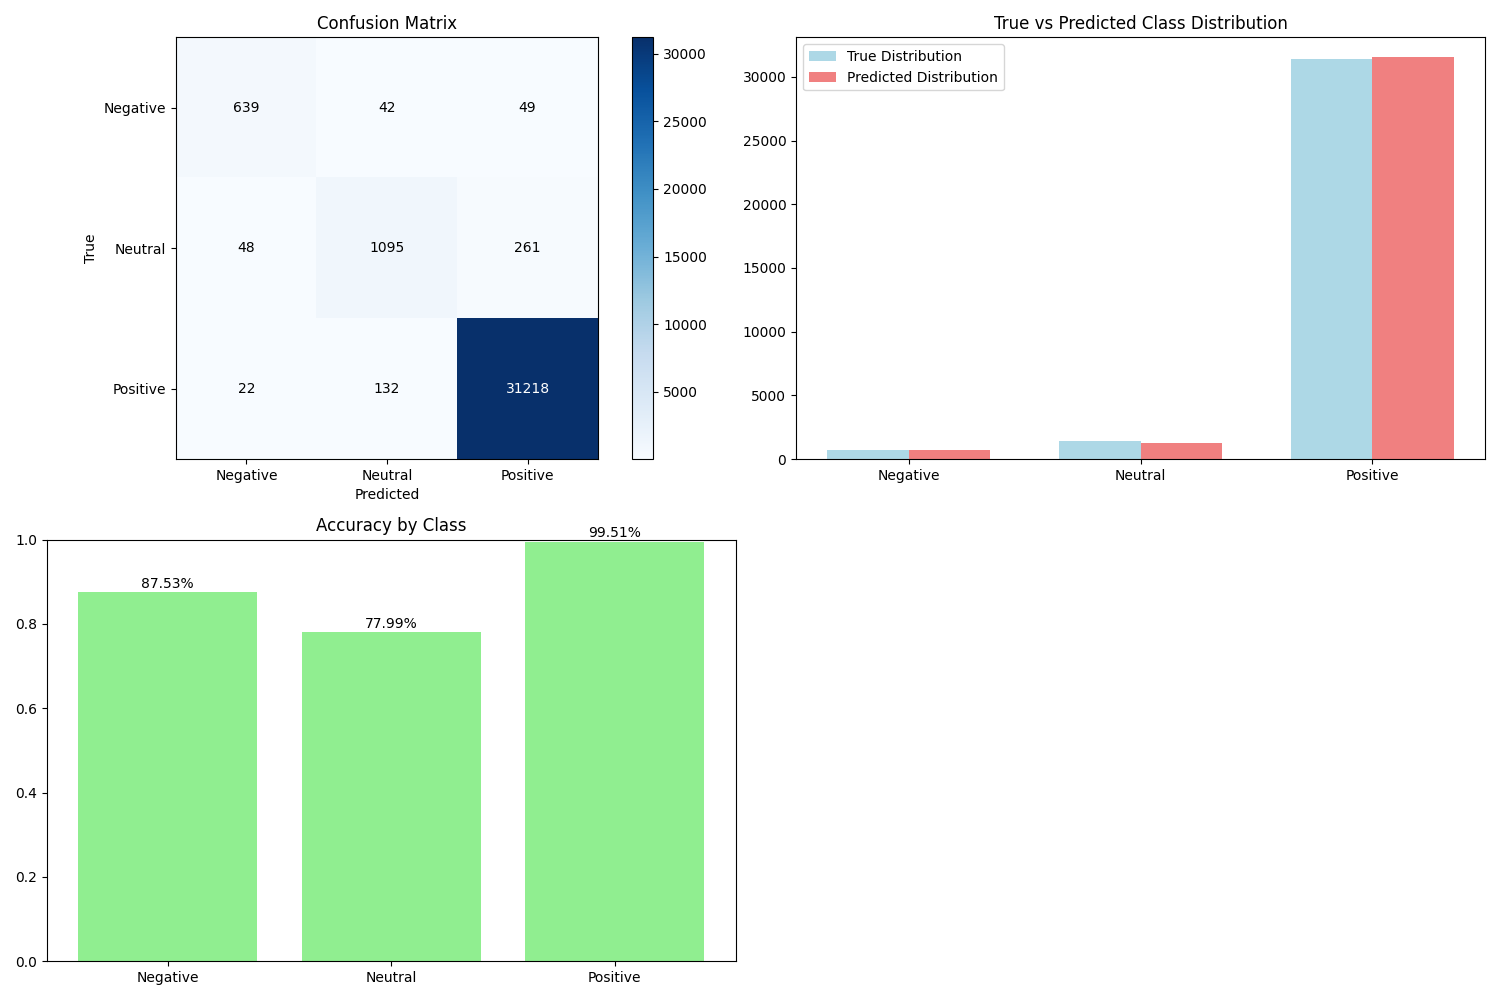 Confusion Matrix
True
Negative
Neutral
Positive
639 42 49
48 1095 261
22 132 31218
Negative Neutral Positive
Predicted
30000
25000
20000
15000
10000
5000
True vs Predicted Class Distribution
True Distribution
Predicted Distribution
30000
25000
20000
15000
10000
5000
0
Negative Neutral Positive
Accuracy by Class
1.0
0.8
0.6
0.4
0.2
0.0
87.53% 77.99% 99.51%
Negative Neutral Positive